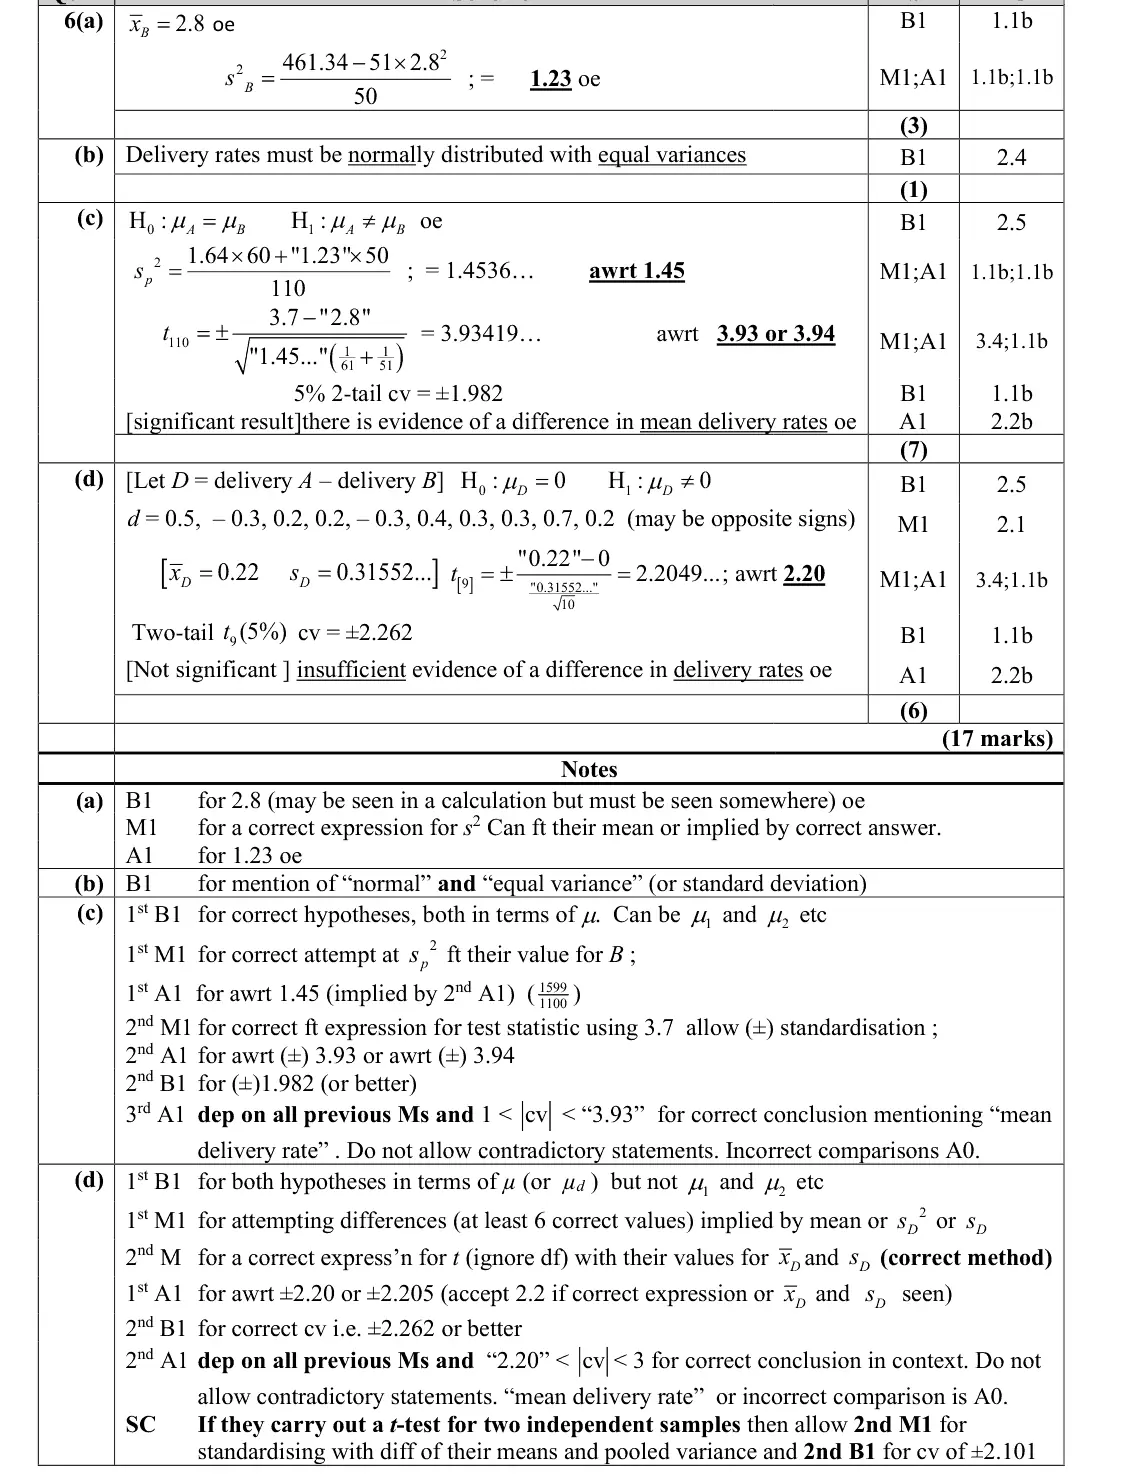 6(a) x̄_B = 2.8 oe B1 1.1b
s²_B = (461.34 − 51 × 2.8²)/50 ; = 1.23 oe M1;A1 1.1b;1.1b
(3)
(b) Delivery rates must be normally distributed with equal variances B1 2.4
(1)
(c) H₀ : μ_A = μ_B H₁ : μ_A ≠ μ_B oe B1 2.5
s_p² = (1.64 × 60 + "1.23" × 50)/110 ; = 1.4536… awrt 1.45 M1;A1 1.1b;1.1b
t₁₁₀ = ± (3.7 − "2.8")/√("1.45..."(1/61 + 1/51)) = 3.93419… awrt 3.93 or 3.94 M1;A1 3.4;1.1b
5% 2-tail cv = ±1.982 B1 1.1b
[significant result]there is evidence of a difference in mean delivery rates oe A1 2.2b
(7)
(d) [Let D = delivery A – delivery B] H₀ : μ_D = 0 H₁ : μ_D ≠ 0 B1 2.5
d = 0.5, – 0.3, 0.2, 0.2, – 0.3, 0.4, 0.3, 0.3, 0.7, 0.2 (may be opposite signs) M1 2.1
[x̄_D = 0.22 s_D = 0.31552...] t_[9] = ± ("0.22" − 0)/("0.31552..."/√10) = 2.2049...; awrt 2.20 M1;A1 3.4;1.1b
Two-tail t₉(5%) cv = ±2.262 B1 1.1b
[Not significant ] insufficient evidence of a difference in delivery rates oe A1 2.2b
(6)
(17 marks)
Notes
(a) B1 for 2.8 (may be seen in a calculation but must be seen somewhere) oe
M1 for a correct expression for s² Can ft their mean or implied by correct answer.
A1 for 1.23 oe
(b) B1 for mention of “normal” and “equal variance” (or standard deviation)
(c) 1st B1 for correct hypotheses, both in terms of μ. Can be μ₁ and μ₂ etc
1st M1 for correct attempt at s_p² ft their value for B ;
1st A1 for awrt 1.45 (implied by 2nd A1) (1599/1100)
2nd M1 for correct ft expression for test statistic using 3.7 allow (±) standardisation ;
2nd A1 for awrt (±) 3.93 or awrt (±) 3.94
2nd B1 for (±)1.982 (or better)
3rd A1 dep on all previous Ms and 1 < |cv| < “3.93” for correct conclusion mentioning “mean
delivery rate” . Do not allow contradictory statements. Incorrect comparisons A0.
(d) 1st B1 for both hypotheses in terms of μ (or μ_d ) but not μ₁ and μ₂ etc
1st M1 for attempting differences (at least 6 correct values) implied by mean or s_D² or s_D
2nd M for a correct express’n for t (ignore df) with their values for x̄_D and s_D (correct method)
1st A1 for awrt ±2.20 or ±2.205 (accept 2.2 if correct expression or x̄_D and s_D seen)
2nd B1 for correct cv i.e. ±2.262 or better
2nd A1 dep on all previous Ms and “2.20” < |cv| < 3 for correct conclusion in context. Do not
allow contradictory statements. “mean delivery rate” or incorrect comparison is A0.
SC If they carry out a t-test for two independent samples then allow 2nd M1 for
standardising with diff of their means and pooled variance and 2nd B1 for cv of ±2.101